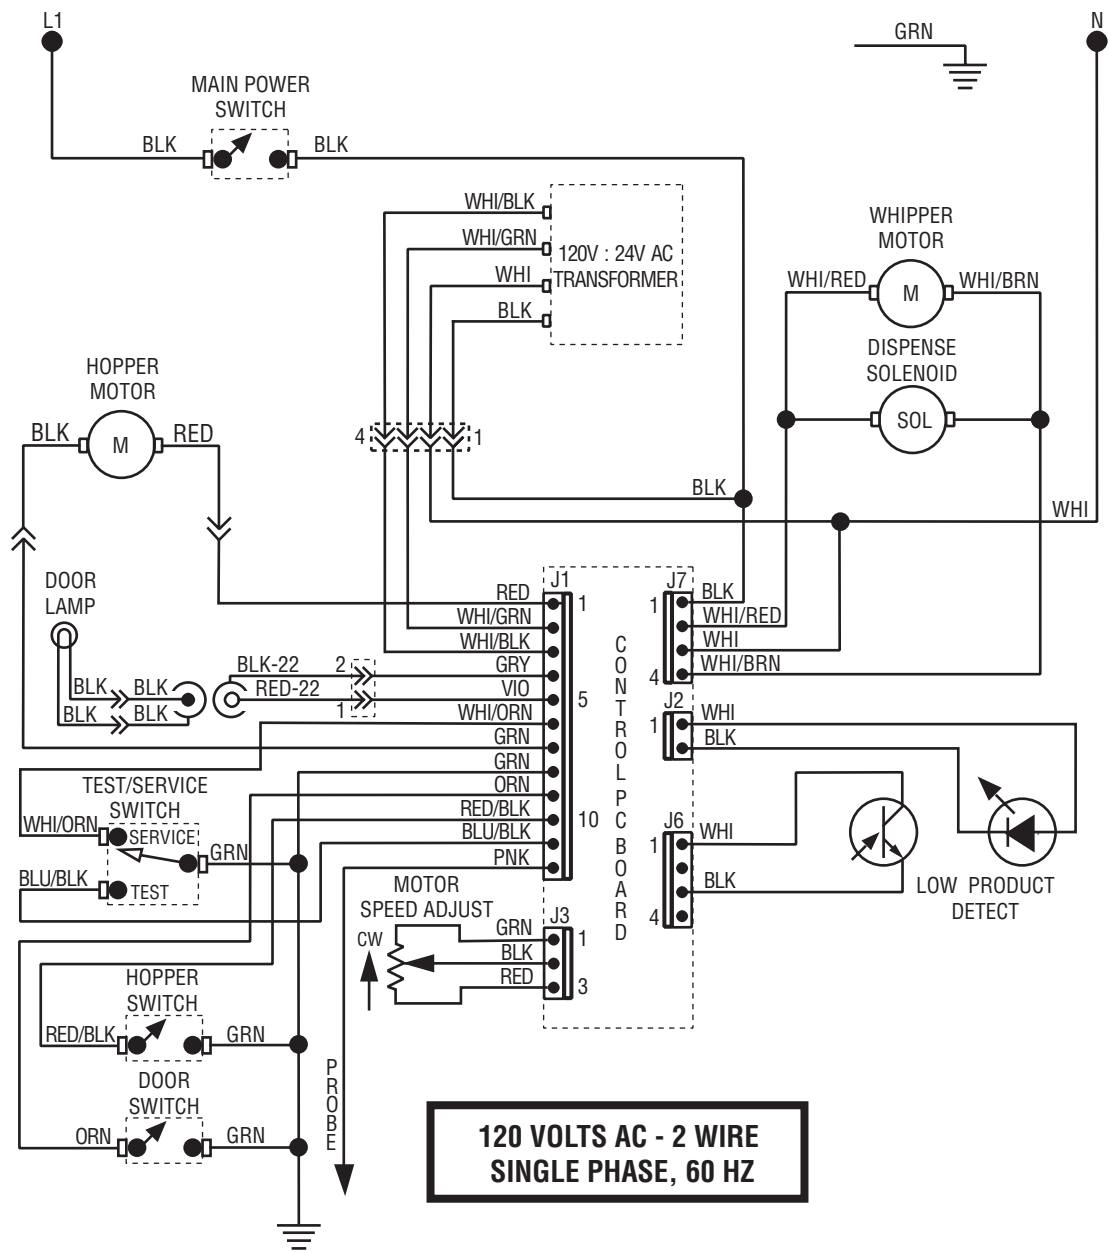 L1
GRN
N
MAIN POWER
SWITCH
BLK
BLK
WHI/BLK
WHI/GRN
WHI
BLK
120V : 24V AC
TRANSFORMER
WHIPPER
MOTOR
WHI/RED
M
WHI/BRN
DISPENSE
SOLENOID
SOL
HOPPER
MOTOR
BLK
M
RED
4
1
BLK
WHI
DOOR
LAMP
BLK
BLK
BLK
BLK
BLK-22
2
RED-22
1
J1
RED
1
WHI/GRN
WHI/BLK
GRY
VIO
5
WHI/ORN
GRN
GRN
ORN
RED/BLK
10
BLU/BLK
PNK
CONTROL PC BOARD
J7
1
BLK
WHI/RED
WHI
WHI/BRN
4
J2
1
WHI
BLK
J6
1
WHI
BLK
4
LOW PRODUCT
DETECT
TEST/SERVICE
SWITCH
WHI/ORN
SERVICE
GRN
BLU/BLK
TEST
MOTOR
SPEED ADJUST
CW
J3
GRN
1
BLK
RED
3
HOPPER
SWITCH
RED/BLK
GRN
DOOR
SWITCH
ORN
GRN
PROBE
120 VOLTS AC - 2 WIRE
SINGLE PHASE, 60 HZ